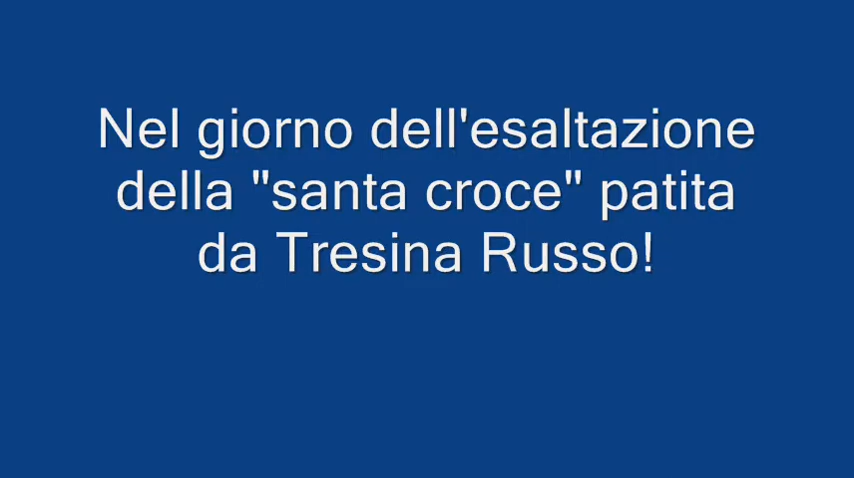 Nel giorno dell'esaltazione
della "santa croce" patita
da Tresina Russo!